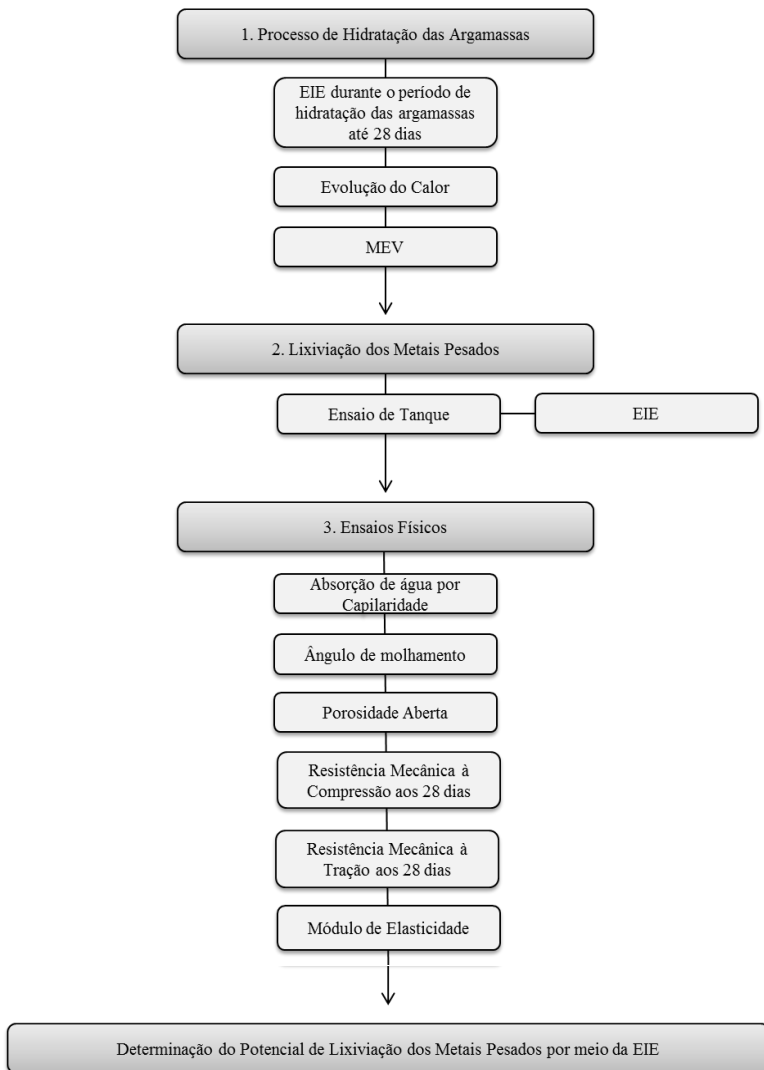 1. Processo de Hidratação das Argamassas
EIE durante o período de
hidratação das argamassas
até 28 dias
Evolução do Calor
MEV
2. Lixiviação dos Metais Pesados
Ensaio de Tanque
EIE
3. Ensaios Físicos
Absorção de água por
Capilaridade
Ângulo de molhamento
Porosidade Aberta
Resistência Mecânica à
Compressão aos 28 dias
Resistência Mecânica à
Tração aos 28 dias
Módulo de Elasticidade
Determinação do Potencial de Lixiviação dos Metais Pesados por meio da EIE